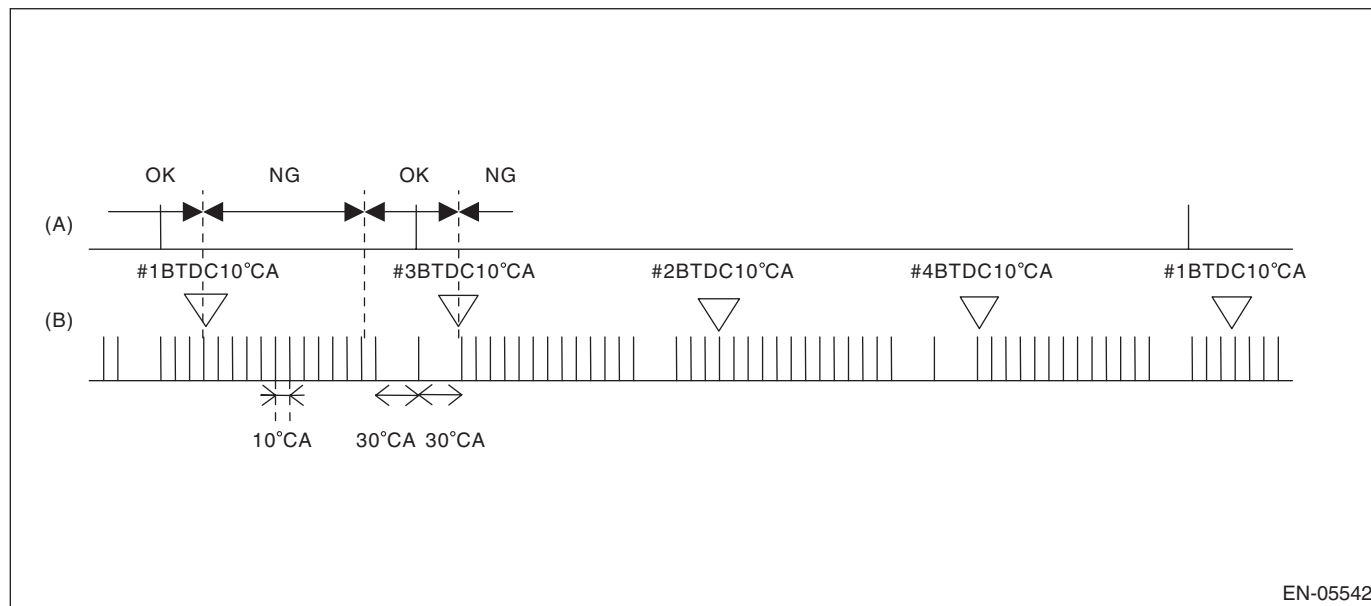 OK NG OK NG
(A)
#1BTDC10°CA #3BTDC10°CA #2BTDC10°CA #4BTDC10°CA #1BTDC10°CA
(B)
10°CA 30°CA 30°CA
EN-05542